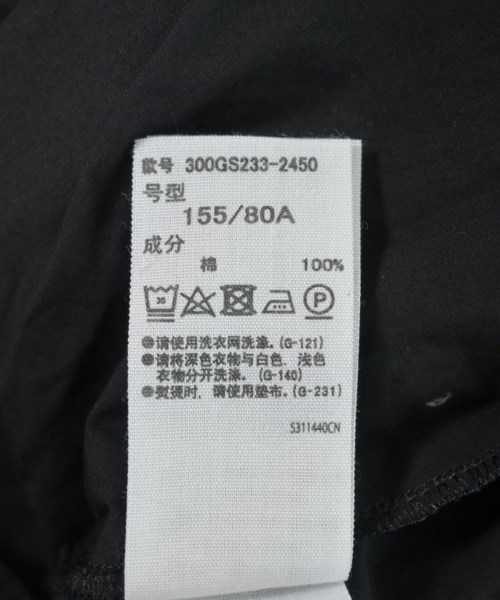 款号 300GS233-2450
号型
155/80A
成分
棉 100%
30
P
●请使用洗衣网洗涤。(G-121)
●请将深色衣物与白色、浅色
衣物分开洗涤。(G-140)
●熨烫时,请使用垫布。(G-231)
S311440CN